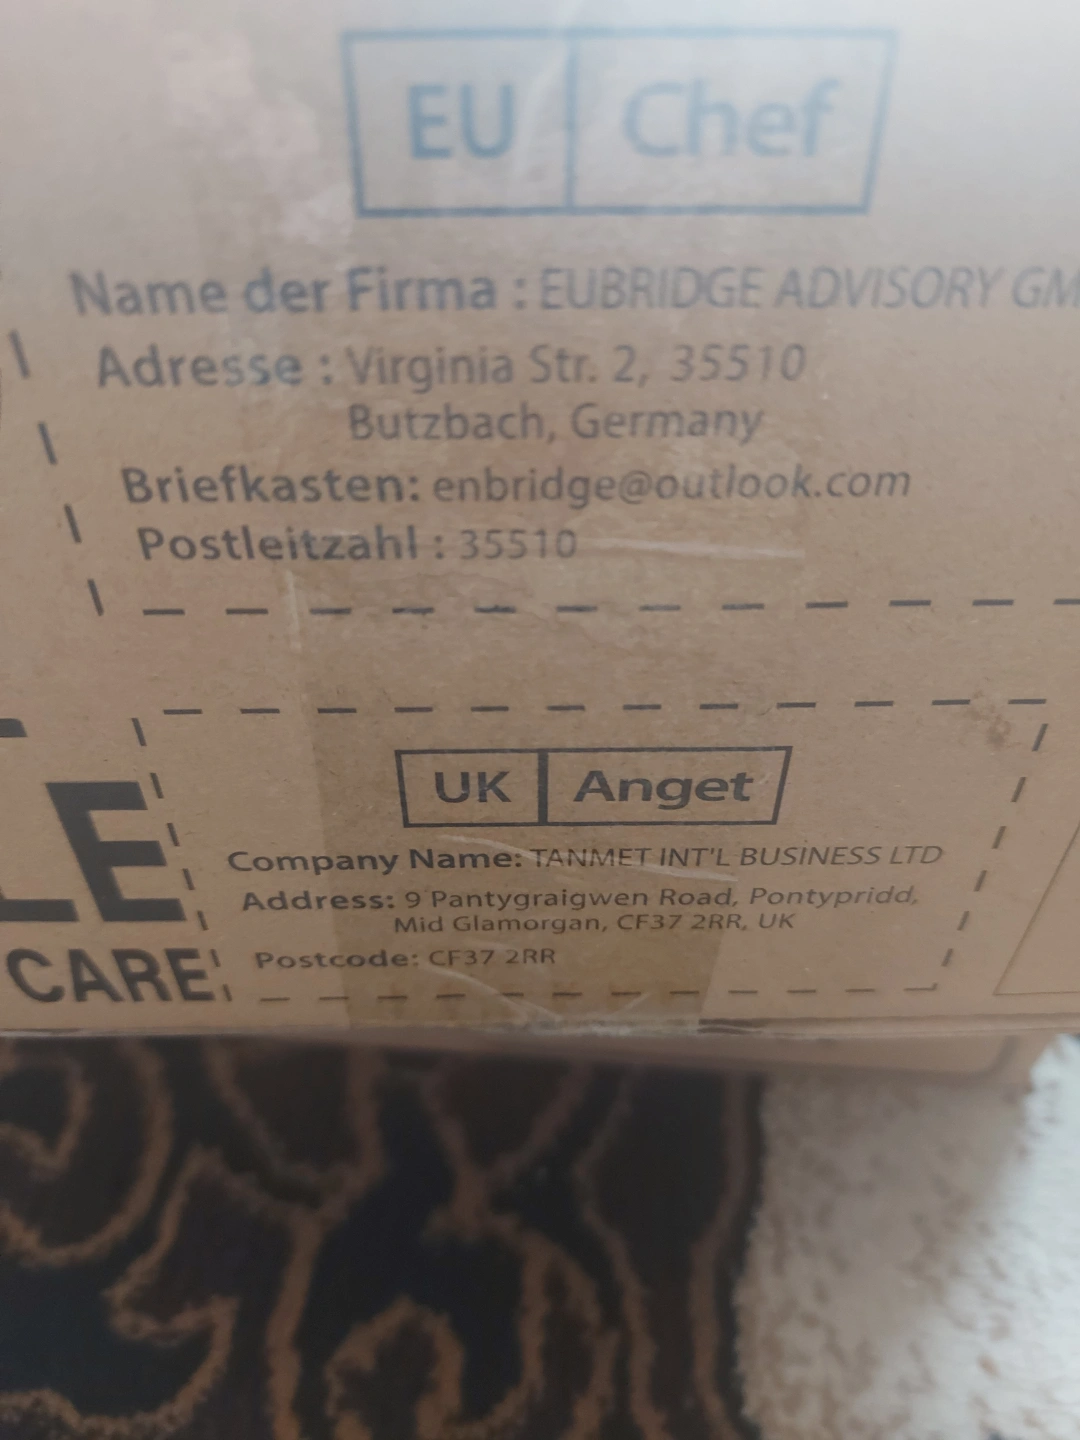 EU Chef
Name der Firma : EUBRIDGE ADVISORY GM
Adresse : Virginia Str. 2, 35510
Butzbach, Germany
Briefkasten: enbridge@outlook.com
Postleitzahl : 35510
UK Anget
Company Name: TANMET INT'L BUSINESS LTD
Address: 9 Pantygraigwen Road, Pontypridd,
Mid Glamorgan, CF37 2RR, UK
Postcode: CF37 2RR
LE
CARE